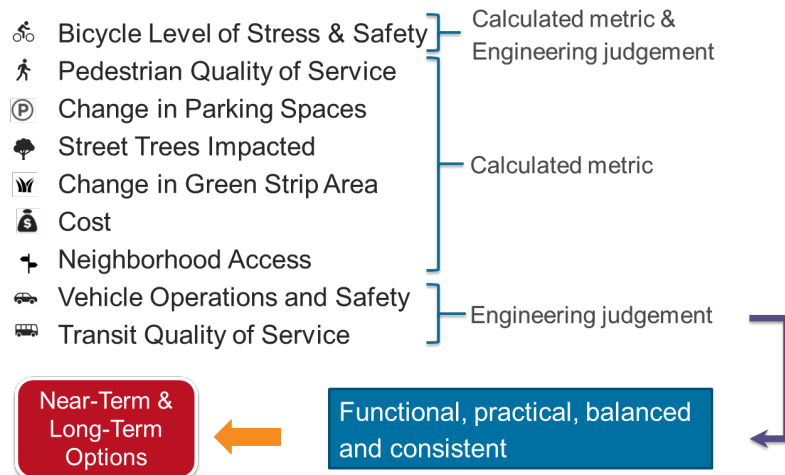 Bicycle Level of Stress & Safety
Calculated metric &
Engineering judgement
Pedestrian Quality of Service
P
Change in Parking Spaces
Street Trees Impacted
Change in Green Strip Area
$
Cost
Neighborhood Access
Calculated metric
Vehicle Operations and Safety
Transit Quality of Service
Engineering judgement
Near-Term &
Long-Term
Options
Functional, practical, balanced
and consistent